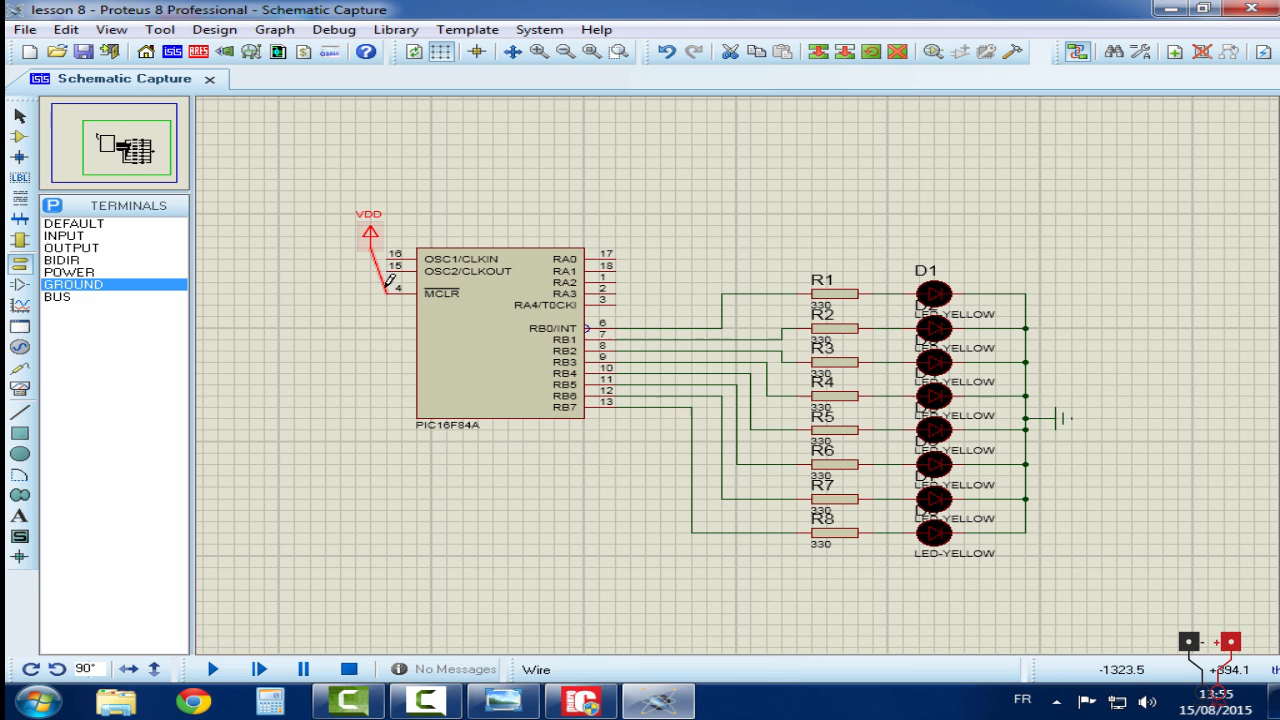 lesson 8 - Proteus 8 Professional - Schematic Capture
File Edit View Tool Design Graph Debug Library Template System Help
Schematic Capture
TERMINALS
DEFAULT
INPUT
OUTPUT
BIDIR
POWER
GROUND
BUS
LBL
VDD
16 OSC1/CLKIN RA0 17
15 OSC2/CLKOUT RA1 18
RA2 1
4 MCLR RA3 2
RA4/T0CKI 3
RB0/INT 6
RB1 7
RB2 8
RB3 9
RB4 10
RB5 11
RB6 12
RB7 13
PIC16F84A
R1
330
R2
330
R3
330
R4
330
R5
330
R6
330
R7
330
R8
330
D1
LED-YELLOW
LED-YELLOW
LED-YELLOW
LED-YELLOW
LED-YELLOW
LED-YELLOW
LED-YELLOW
LED-YELLOW
90° No Messages Wire -1323.5 +394.1 th
FR 13:55
15/08/2015